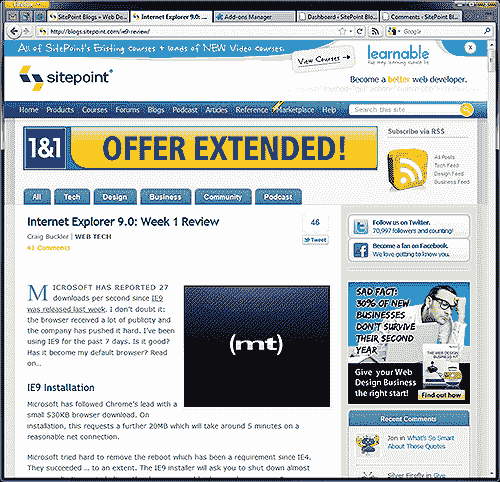 SitePoint Blogs » Web De...
Internet Explorer 9.0: ...
Add-ons Manager
Dashboard ‹ SitePoint Bl...
Comments ‹ SitePoint Bl...
http://blogs.sitepoint.com/ie9-review/
Google
All of SitePoint's Existing Courses + loads of NEW Video courses.
View Courses
learnable
x
sitepoint
Become a better web developer.
Home Products Courses Forums Blogs Podcast Articles Reference Marketplace Help
Search this site
1&1
OFFER EXTENDED!
Subscribe via RSS
All Posts
Tech Feed
Design Feed
Business Feed
All Tech Design Business Community Podcast
Internet Explorer 9.0: Week 1 Review
Craig Buckler | WEB TECH
41 Comments
46
Tweet
Follow us on Twitter.
70,997 followers and counting!
Become a fan on Facebook.
We love getting to know you.
MICROSOFT HAS REPORTED 27
downloads per second since IE9
was released last week. I don't doubt it:
the browser received a lot of publicity and
the company has pushed it hard. I've been
using IE9 for the past 7 days. Is it good?
Has it become my default browser? Read
on...
(mt)
SAD FACT:
30% OF NEW
BUSINESSES
DON'T SURVIVE
THEIR SECOND
YEAR
Give your Web
Design Business
the right start!
Find out how
IE9 Installation
Microsoft has followed Chrome's lead with a
small 530KB browser download. On
installation, this requests a further 20MB which will take around 5 minutes on a
reasonable net connection.
Microsoft tried hard to remove the reboot which has been a requirement since IE4.
They succeeded ... to an extent. The IE9 installer will ask you to shut down almost
Recent Comments
Join in What's So Smart
About Those Quotes
Silver Firefly in Give